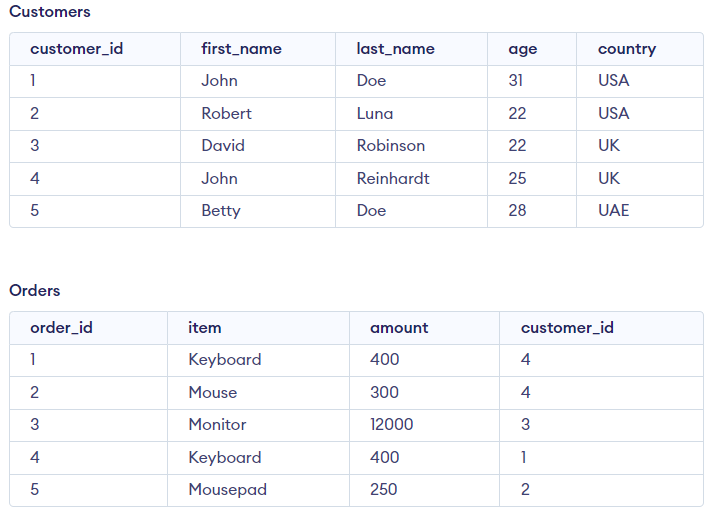 Customers
customer_id first_name last_name age country
1 John Doe 31 USA
2 Robert Luna 22 USA
3 David Robinson 22 UK
4 John Reinhardt 25 UK
5 Betty Doe 28 UAE
Orders
order_id item amount customer_id
1 Keyboard 400 4
2 Mouse 300 4
3 Monitor 12000 3
4 Keyboard 400 1
5 Mousepad 250 2